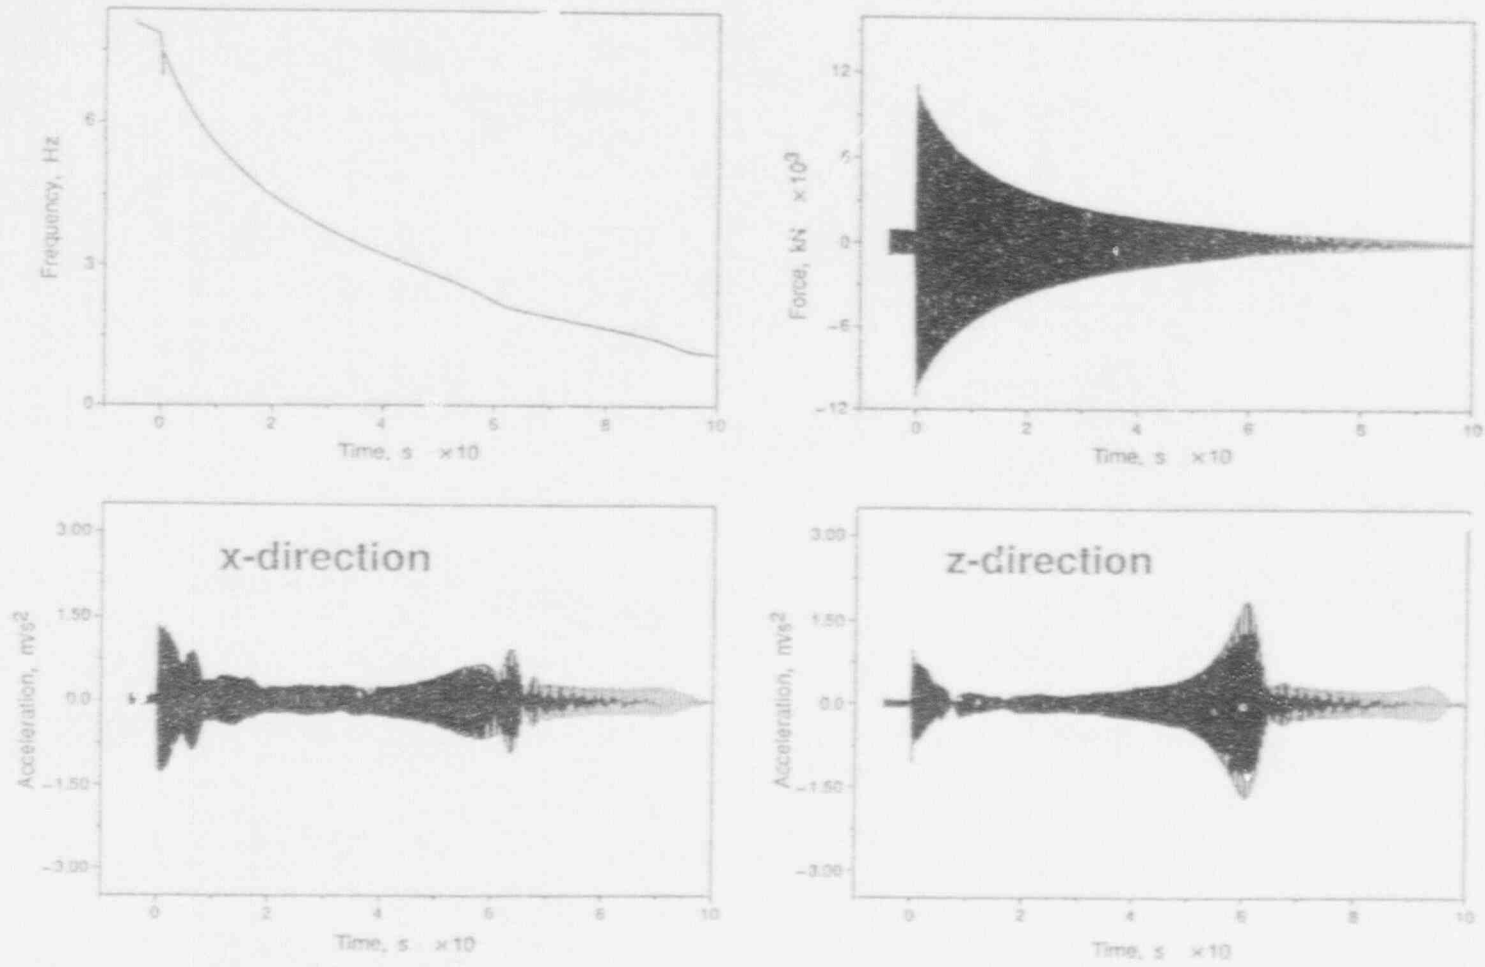 Frequency, Hz
6
3
0
0 2 4 6 8 10
Time, s ×10
Force, kN ×10³
12
6
0
−6
−12
0 2 4 6 8 10
Time, s ×10
x-direction
Acceleration, m/s²
3.00
1.50
0.0
−1.50
−3.00
0 2 4 6 8 10
Time, s ×10
z-direction
Acceleration, m/s²
3.00
1.50
0.0
−1.50
−3.00
0 2 4 6 8 10
Time, s ×10